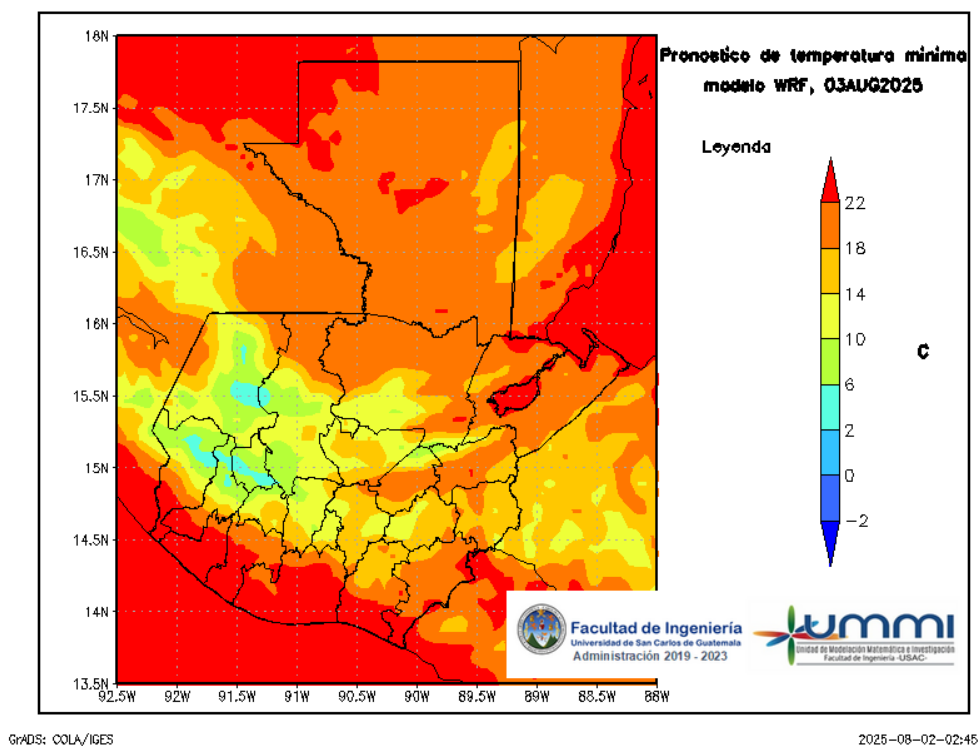 Pronostico de temperatura minima
modelo WRF, 03AUG2025
Leyenda
22
18
14
10
6
2
0
-2
C
18N
17.5N
17N
16.5N
16N
15.5N
15N
14.5N
14N
13.5N
92.5W
92W
91.5W
91W
90.5W
90W
89.5W
89W
88.5W
88W
Facultad de Ingeniería
Universidad de San Carlos de Guatemala
Administración 2019 - 2023
ummi
Unidad de Modelación Matemática e Investigación
Facultad de Ingeniería -USAC-
GrADS: COLA/IGES
2025-08-02-02:45